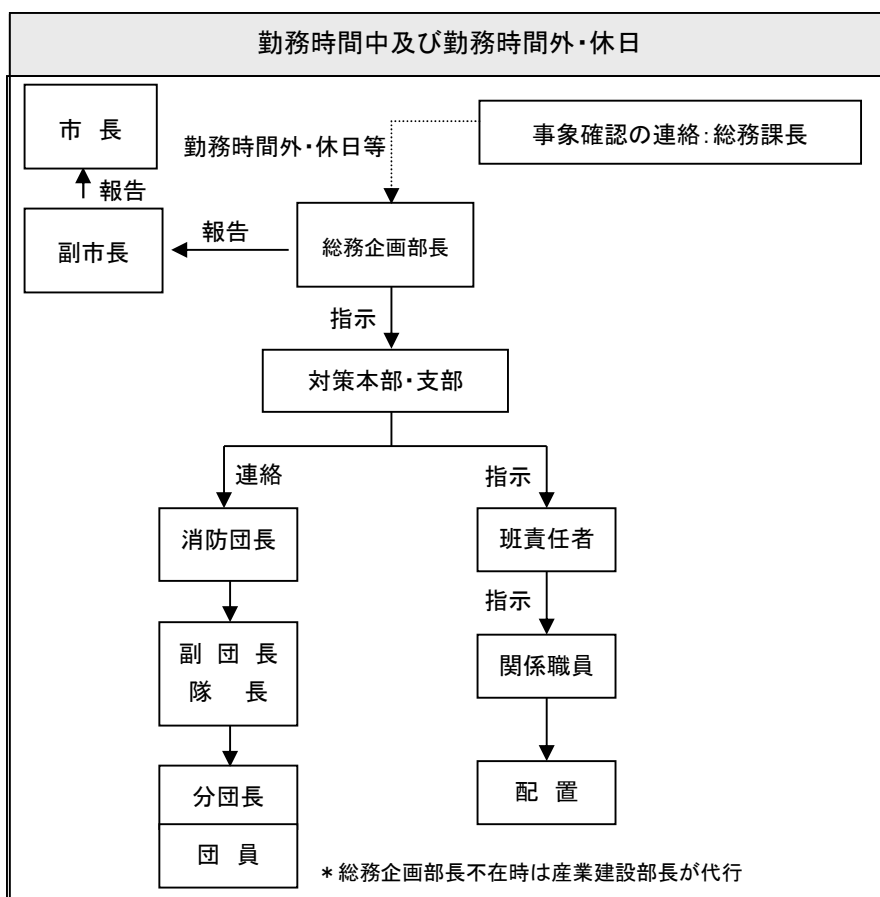 勤務時間中及び勤務時間外・休日
市 長
事象確認の連絡:総務課長
勤務時間外・休日等
報告
副市長
報告
総務企画部長
指示
対策本部・支部
連絡
指示
消防団長
班責任者
指示
副 団 長
隊 長
関係職員
分団長
配 置
団 員
*総務企画部長不在時は産業建設部長が代行